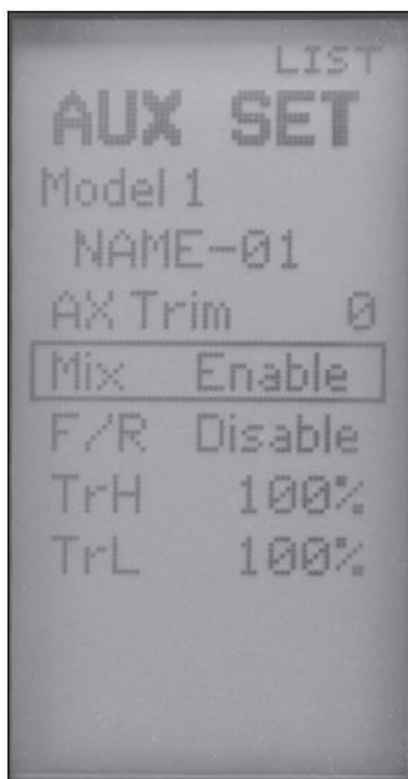 LIST
AUX SET
Model 1
NAME-01
AX Trim 0
Mix Enable
F/R Disable
TrH 100%
TrL 100%